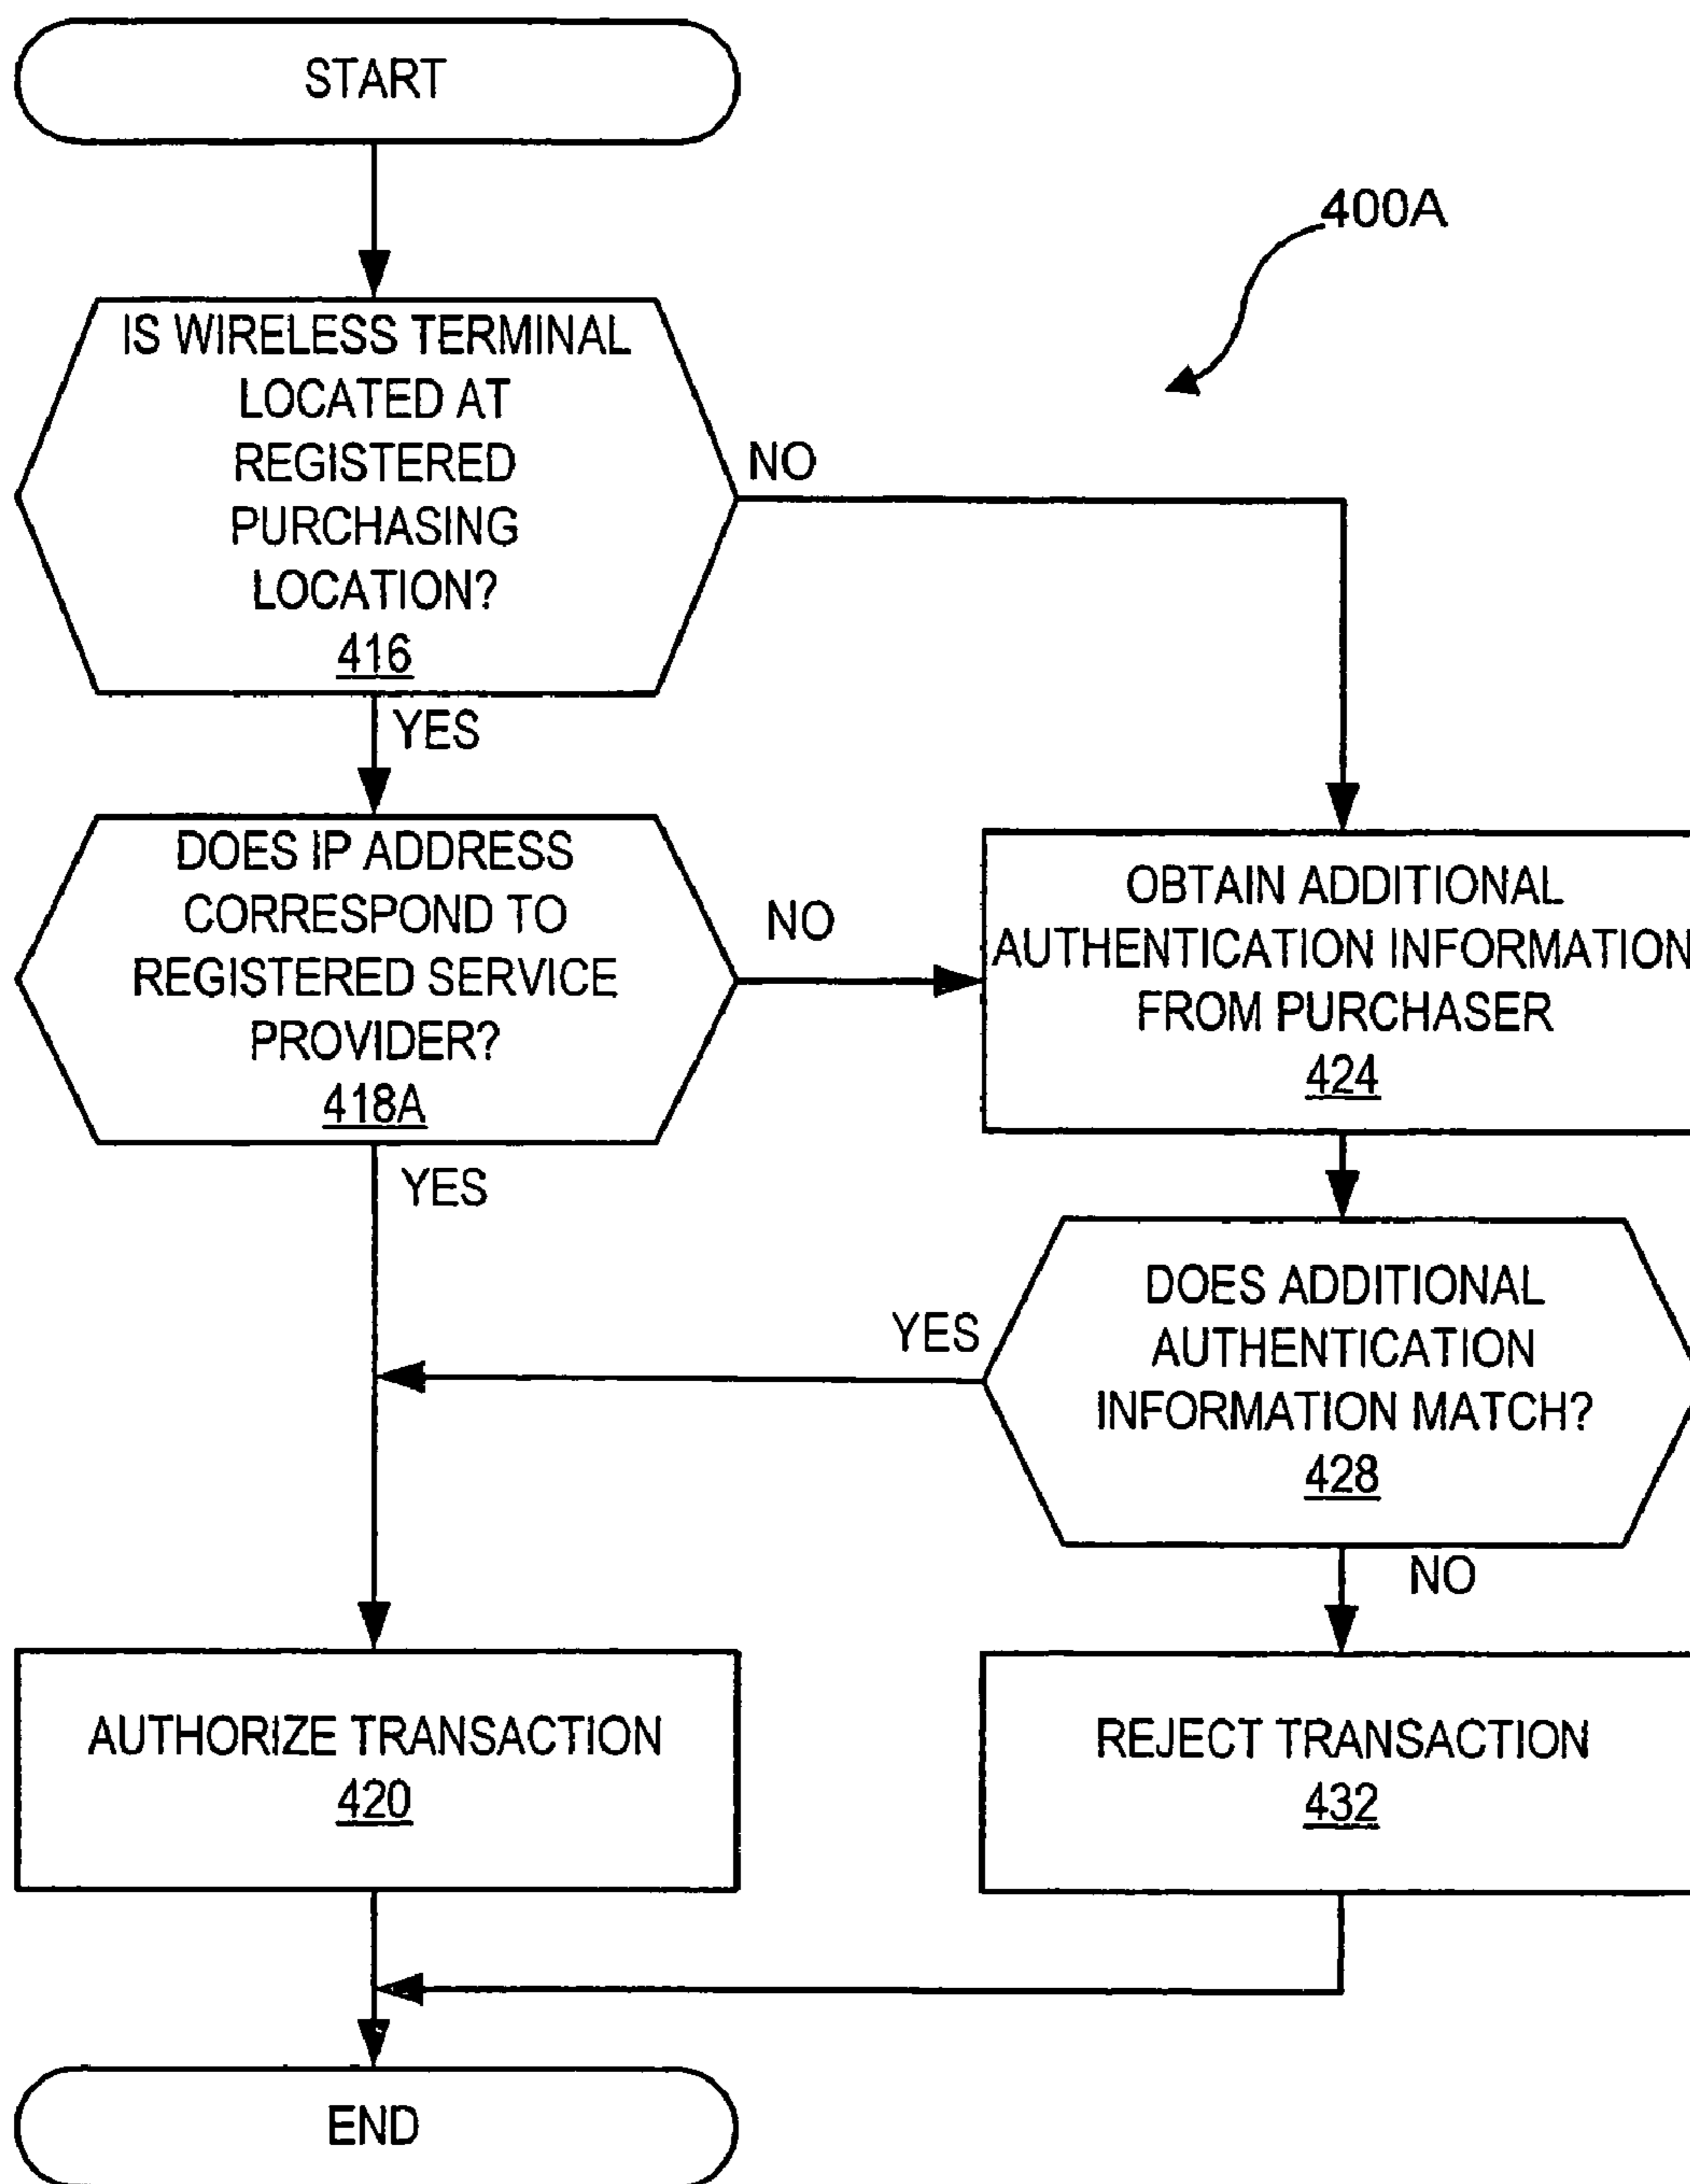 START
400A
IS WIRELESS TERMINAL
LOCATED AT
REGISTERED
PURCHASING
LOCATION?
416
NO
YES
DOES IP ADDRESS
CORRESPOND TO
REGISTERED SERVICE
PROVIDER?
418A
NO
YES
OBTAIN ADDITIONAL
AUTHENTICATION INFORMATION
FROM PURCHASER
424
DOES ADDITIONAL
AUTHENTICATION
INFORMATION MATCH?
428
YES
NO
AUTHORIZE TRANSACTION
420
REJECT TRANSACTION
432
END